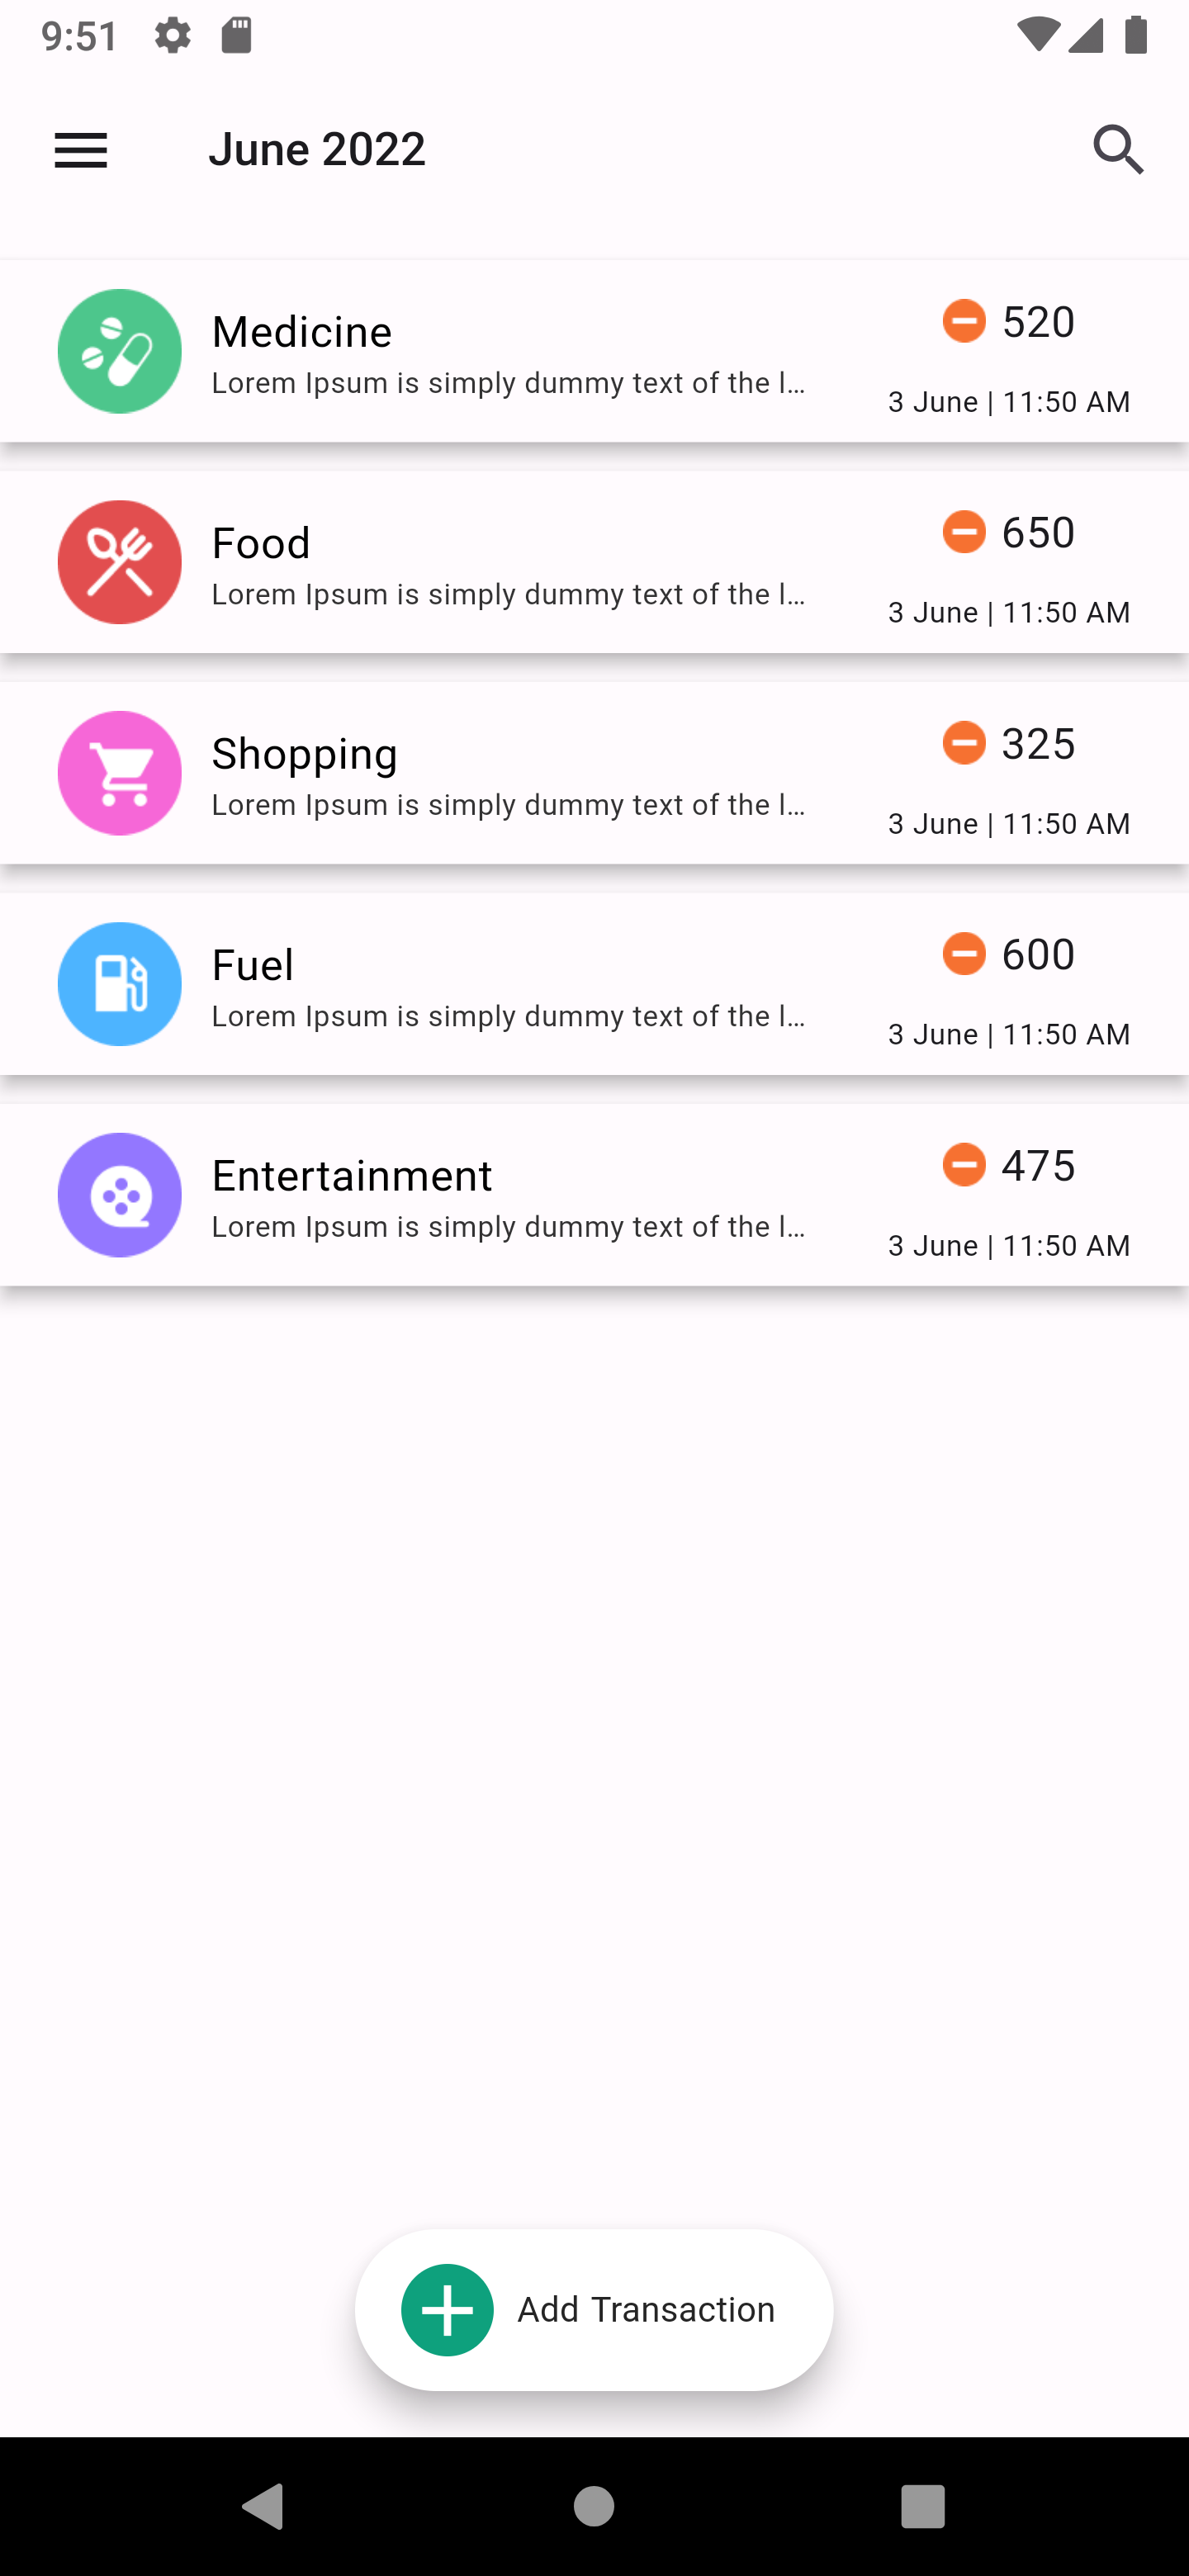 9:51
June 2022
Medicine
520
Lorem Ipsum is simply dummy text of the l...
3 June | 11:50 AM
Food
650
Lorem Ipsum is simply dummy text of the l...
3 June | 11:50 AM
Shopping
325
Lorem Ipsum is simply dummy text of the l...
3 June | 11:50 AM
Fuel
600
Lorem Ipsum is simply dummy text of the l...
3 June | 11:50 AM
Entertainment
475
Lorem Ipsum is simply dummy text of the l...
3 June | 11:50 AM
Add Transaction